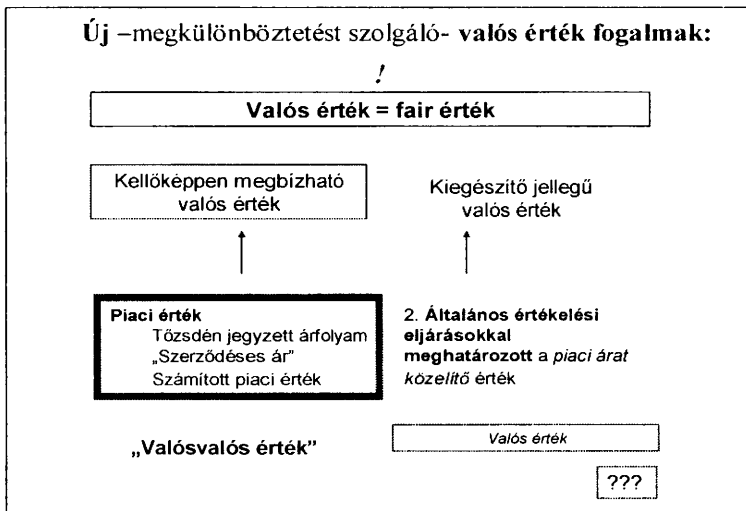 Új –megkülönböztetést szolgáló- valós érték fogalmak:
!
Valós érték = fair érték
Kellőképpen megbízható
valós érték
Kiegészítő jellegű
valós érték
Piaci érték
Tőzsdén jegyzett árfolyam
„Szerződéses ár”
Számított piaci érték
2. Általános értékelési
eljárásokkal
meghatározott a piaci árat
közelítő érték
„Valósvalós érték”
Valós érték
???